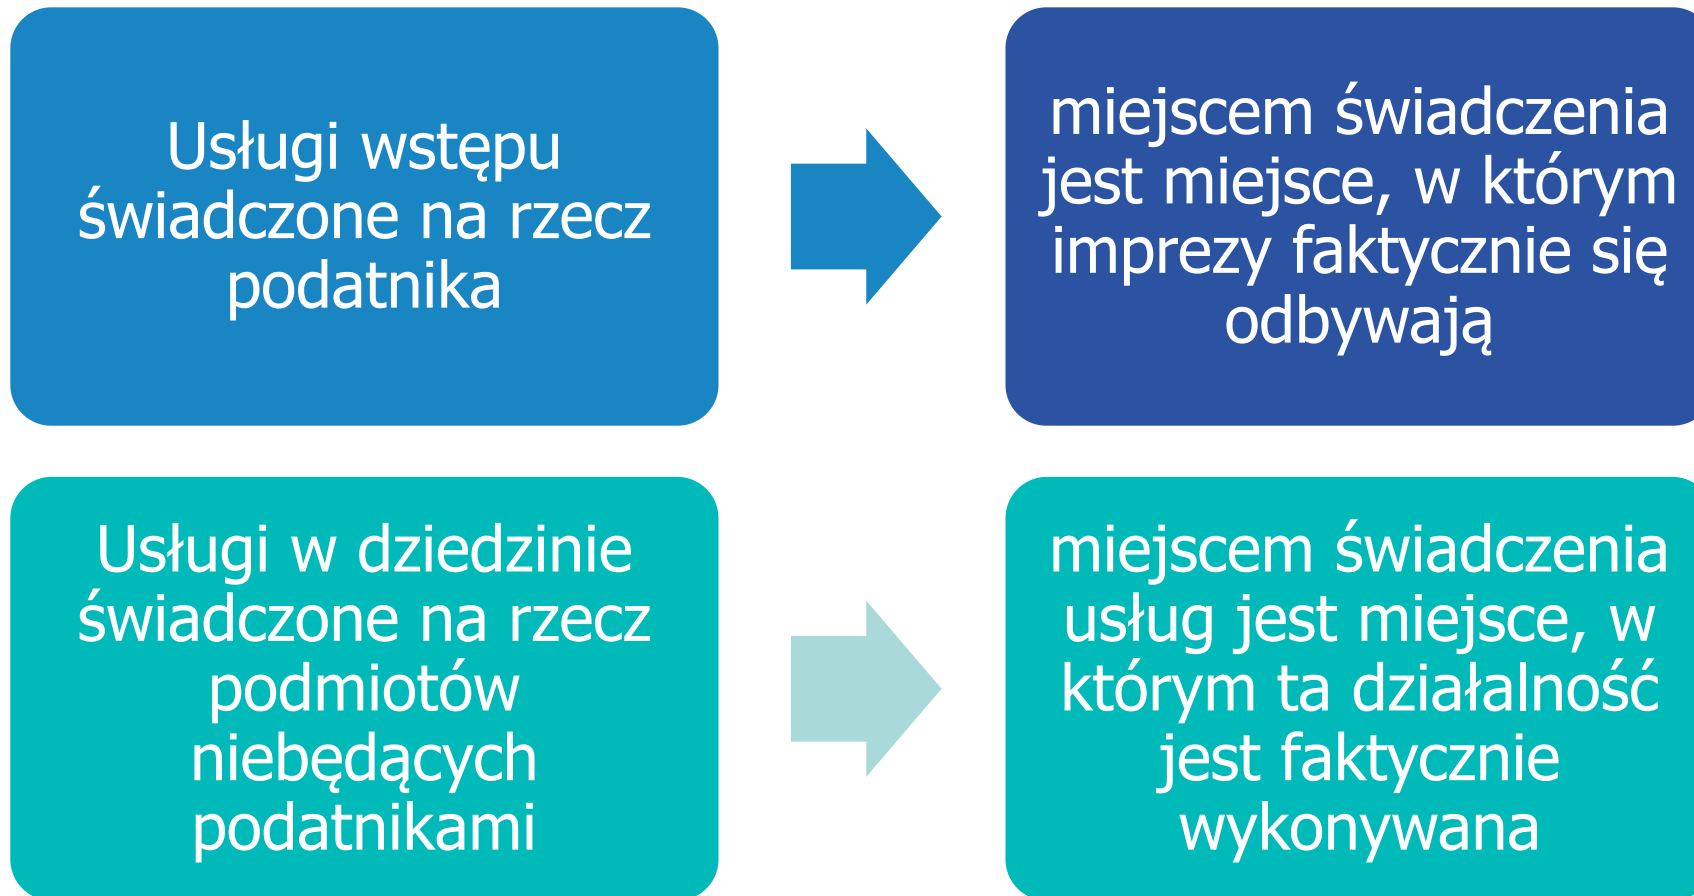 Usługi wstępu
świadczone na rzecz
podatnika
miejscem świadczenia
jest miejsce, w którym
imprezy faktycznie się
odbywają
Usługi w dziedzinie
świadczone na rzecz
podmiotów
niebędących
podatnikami
miejscem świadczenia
usług jest miejsce, w
którym ta działalność
jest faktycznie
wykonywana